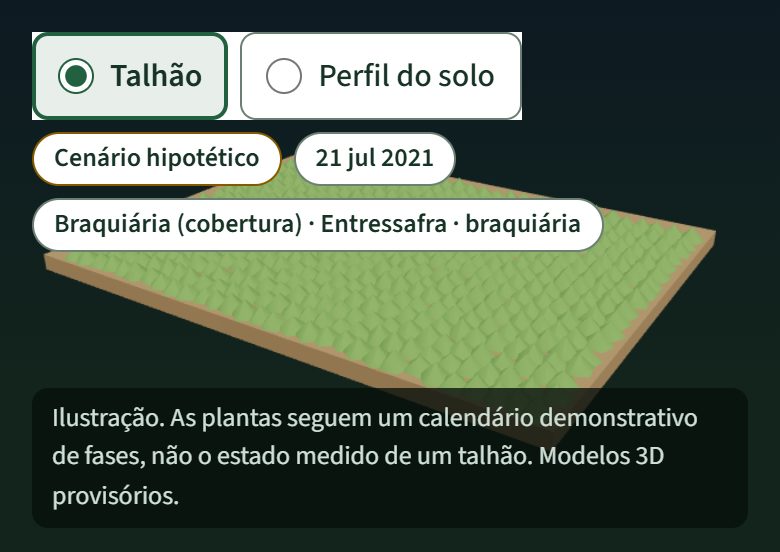 Talhão
Perfil do solo
Cenário hipotético
21 jul 2021
Braquiária (cobertura) · Entressafra · braquiária
Ilustração. As plantas seguem um calendário demonstrativo
de fases, não o estado medido de um talhão. Modelos 3D
provisórios.